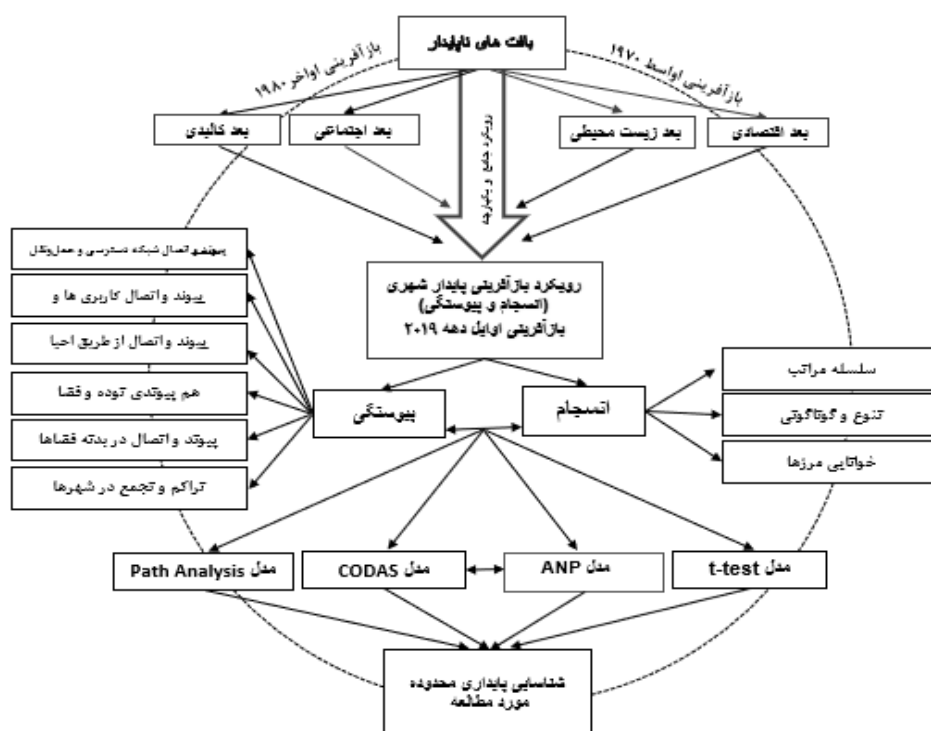 بافت های ناپایدار
بازآفرینی اواسط ۱۹۷۰
بازآفرینی اواخر ۱۹۸۰
بعد اقتصادی
بعد زیست محیطی
بعد اجتماعی
بعد کالبدی
رویکرد جامع و یکپارچه
رویکرد بازآفرینی پایدار شهری
(انسجام و پیوستگی)
بازآفرینی اوایل دهه ۲۰۱۹
انسجام
پیوستگی
سلسله مراتب
تنوع و گوناگونی
خوانایی مرزها
پیوند و اتصال شبکه دسترسی و حمل‌ونقل
پیوند و اتصال کاربری ها و
پیوند و اتصال از طریق احیا
هم پیوندی توده و فضا
پیوند و اتصال در بدنه فضاها
تراکم و تجمع در شهرها
مدل t-test
مدل ANP
مدل CODAS
مدل Path Analysis
شناسایی پایداری محدوده
مورد مطالعه